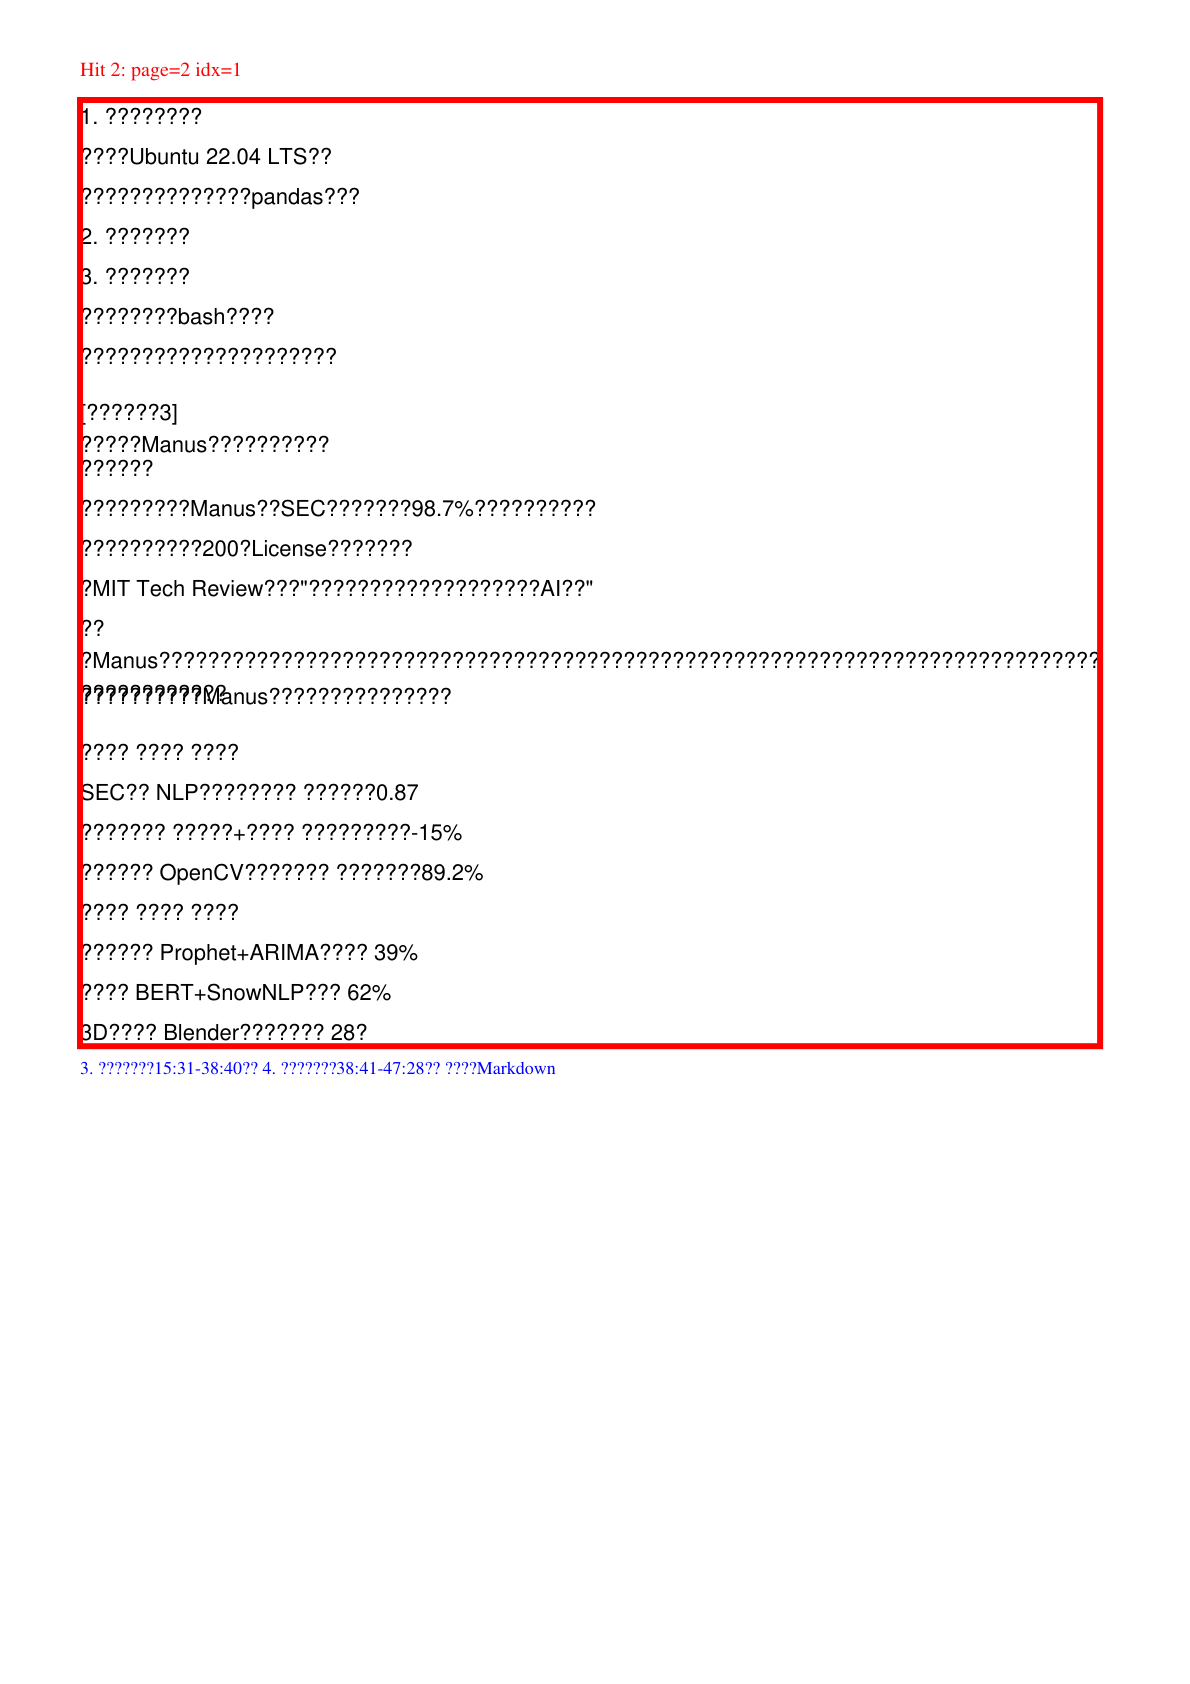 Hit 2: page=2 idx=1
1. ????????
????Ubuntu 22.04 LTS??
??????????????pandas???
2. ???????
3. ???????
????????bash????
?????????????????????
[??????3]
?????Manus??????????
??????
?????????Manus??SEC???????98.7%??????????
??????????200?License???????
?MIT Tech Review???"???????????????????AI??"
??
?Manus?????????????????????????????????????????????????????????????????????????????
????????????
??????????Manus???????????????
???? ???? ????
SEC?? NLP???????? ??????0.87
??????? ?????+???? ?????????-15%
?????? OpenCV??????? ???????89.2%
???? ???? ????
?????? Prophet+ARIMA???? 39%
???? BERT+SnowNLP??? 62%
3D???? Blender??????? 28?
3. ???????15:31-38:40?? 4. ???????38:41-47:28?? ????Markdown